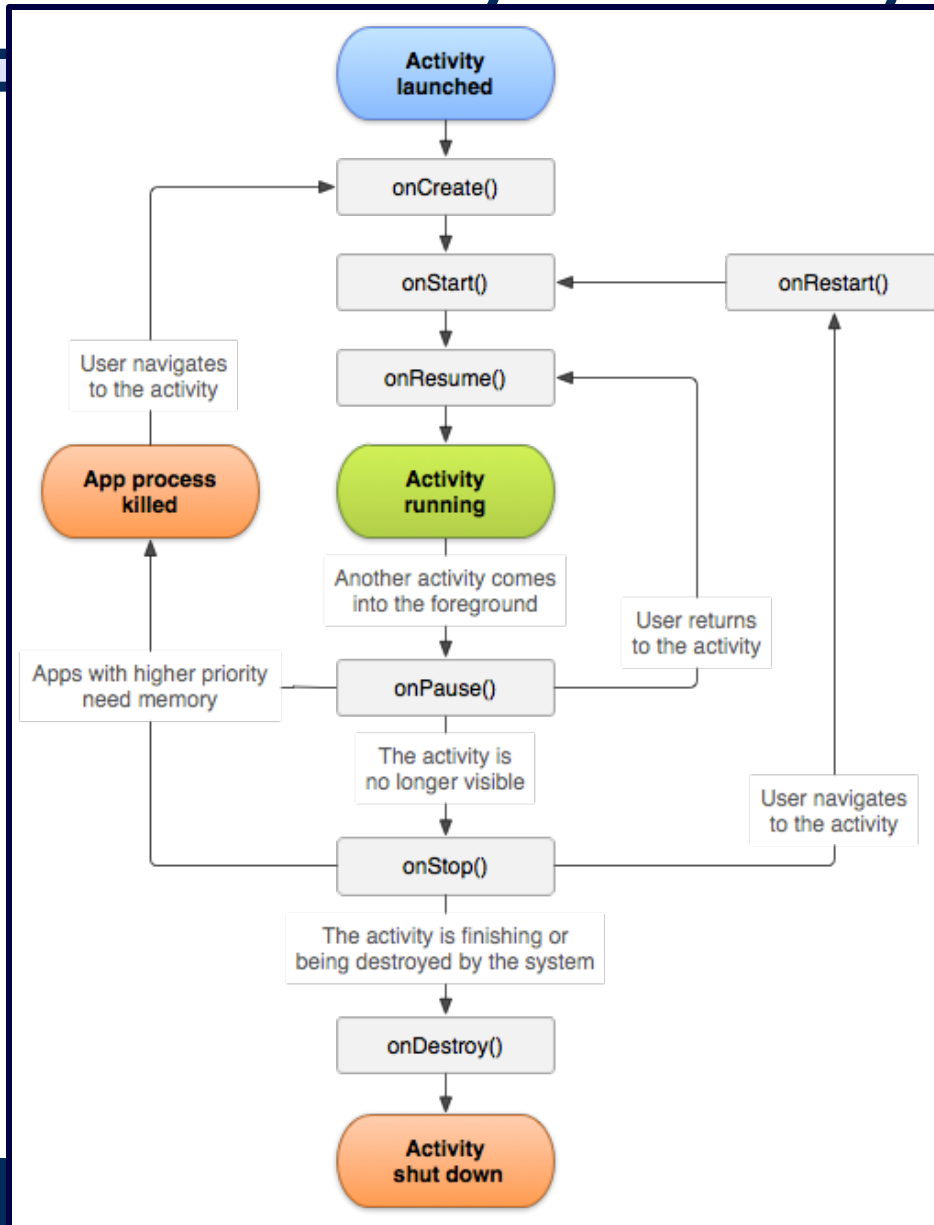 Activity
launched
onCreate()
onStart()
onRestart()
onResume()
User navigates
to the activity
App process
killed
Activity
running
Another activity comes
into the foreground
User returns
to the activity
Apps with higher priority
need memory
onPause()
The activity is
no longer visible
User navigates
to the activity
onStop()
The activity is finishing or
being destroyed by the system
onDestroy()
Activity
shut down